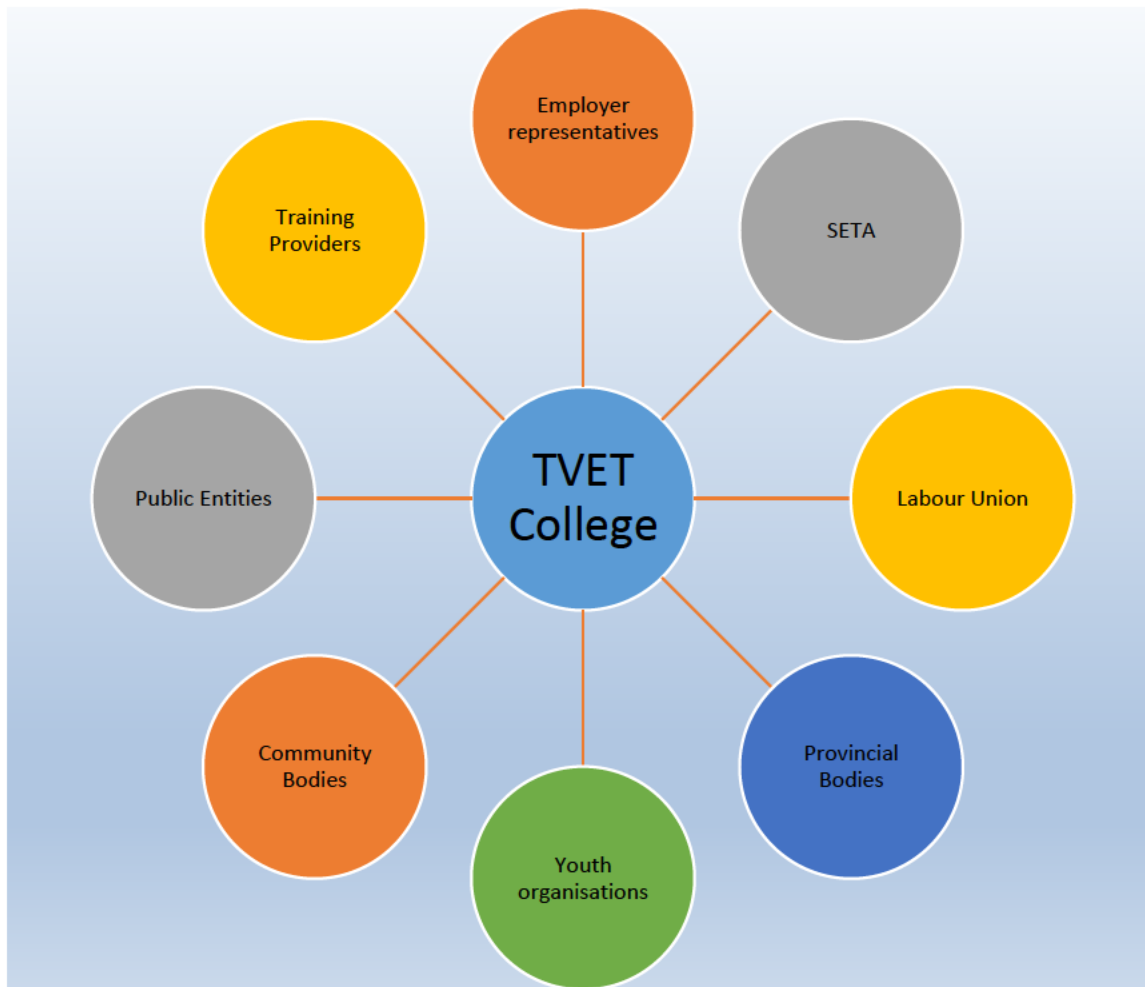 Employer
representatives
Training
Providers
SETA
Public Entities
TVET
College
Labour Union
Community
Bodies
Provincial
Bodies
Youth
organisations